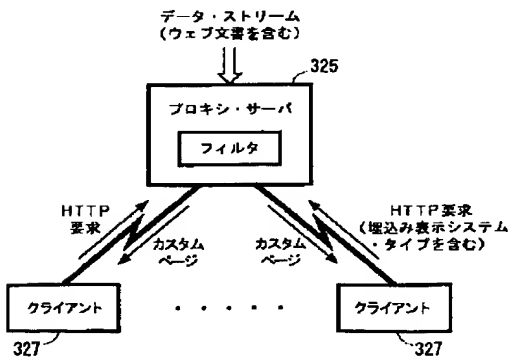 データ・ストリーム
(ウェブ文書を含む)
325
プロキシ・サーバ
フィルタ
HTTP
要求
カスタム
ページ
カスタム
ページ
HTTP要求
(埋込み表示システム
・タイプを含む)
クライアント
・・・・・
クライアント
327
327